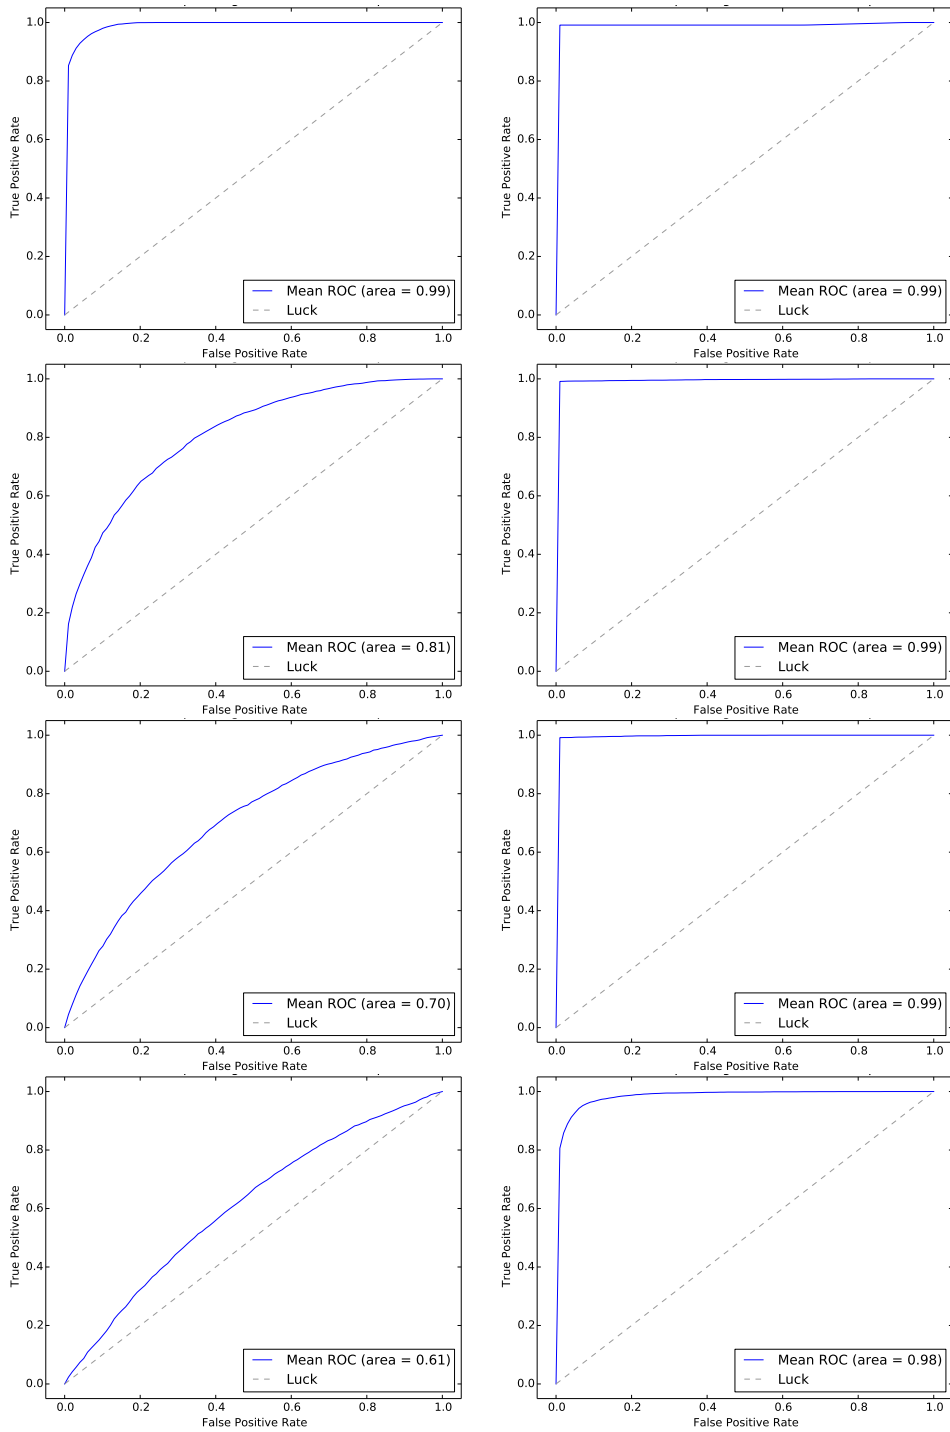 1.0
0.8
0.6
0.4
0.2
0.0
True Positive Rate
0.0 0.2 0.4 0.6 0.8 1.0
False Positive Rate
Mean ROC (area = 0.99)
Luck
1.0
0.8
0.6
0.4
0.2
0.0
True Positive Rate
0.0 0.2 0.4 0.6 0.8 1.0
False Positive Rate
Mean ROC (area = 0.99)
Luck
1.0
0.8
0.6
0.4
0.2
0.0
True Positive Rate
0.0 0.2 0.4 0.6 0.8 1.0
False Positive Rate
Mean ROC (area = 0.81)
Luck
1.0
0.8
0.6
0.4
0.2
0.0
True Positive Rate
0.0 0.2 0.4 0.6 0.8 1.0
False Positive Rate
Mean ROC (area = 0.99)
Luck
1.0
0.8
0.6
0.4
0.2
0.0
True Positive Rate
0.0 0.2 0.4 0.6 0.8 1.0
False Positive Rate
Mean ROC (area = 0.70)
Luck
1.0
0.8
0.6
0.4
0.2
0.0
True Positive Rate
0.0 0.2 0.4 0.6 0.8 1.0
False Positive Rate
Mean ROC (area = 0.99)
Luck
1.0
0.8
0.6
0.4
0.2
0.0
True Positive Rate
0.0 0.2 0.4 0.6 0.8 1.0
False Positive Rate
Mean ROC (area = 0.61)
Luck
1.0
0.8
0.6
0.4
0.2
0.0
True Positive Rate
0.0 0.2 0.4 0.6 0.8 1.0
False Positive Rate
Mean ROC (area = 0.98)
Luck